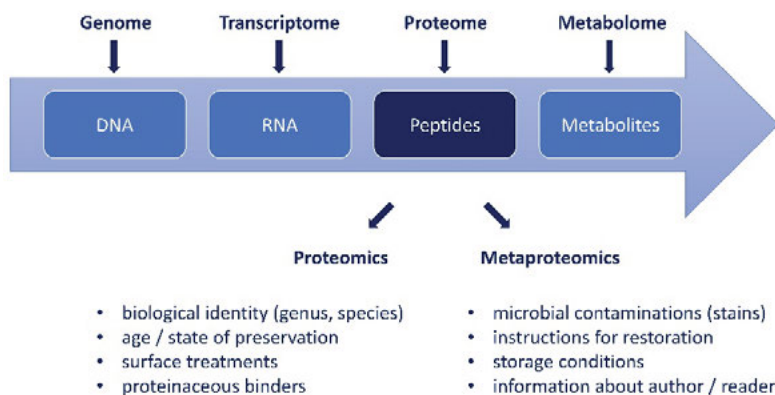 Genome Transcriptome Proteome Metabolome
DNA RNA Peptides Metabolites
Proteomics Metaproteomics
• biological identity (genus, species)
• age / state of preservation
• surface treatments
• proteinaceous binders
• microbial contaminations (stains)
• instructions for restoration
• storage conditions
• information about author / reader